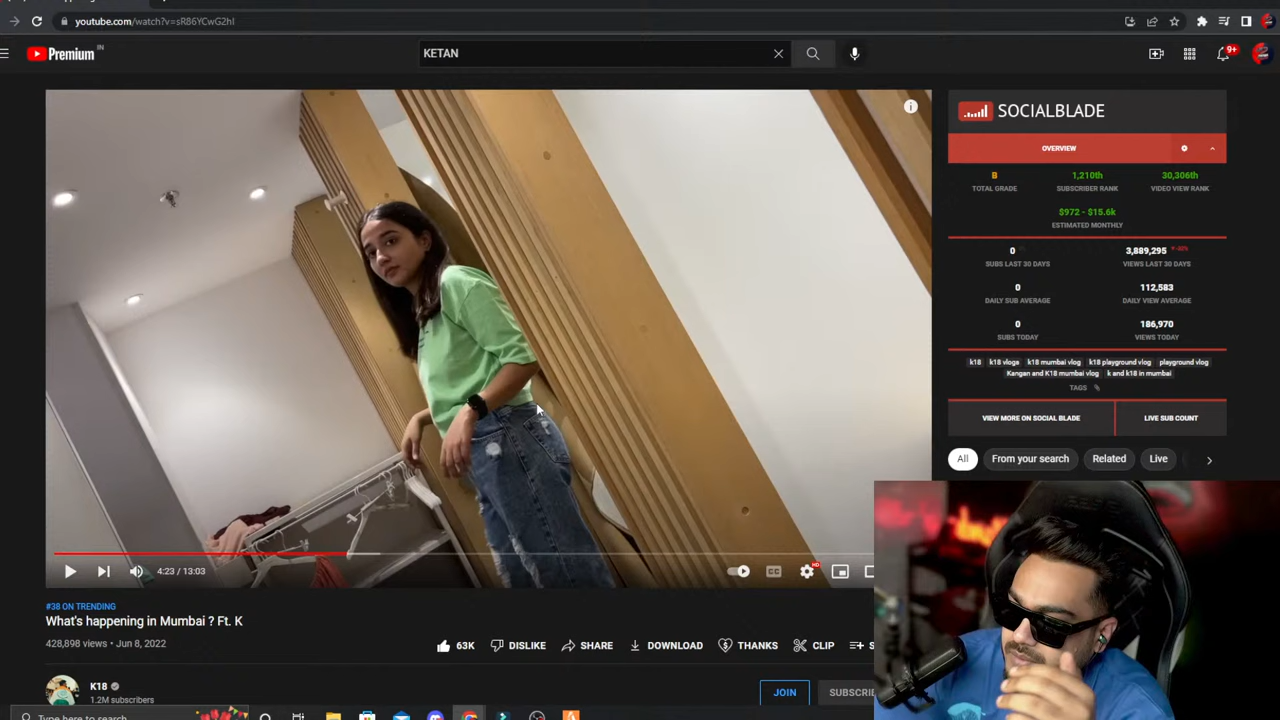 youtube.com/watch?v=sR86YCwG2hI
Premium IN
KETAN
9+
SOCIALBLADE
OVERVIEW
B
1,210th
30,306th
TOTAL GRADE
SUBSCRIBER RANK
VIDEO VIEW RANK
$972 - $15.6k
ESTIMATED MONTHLY
0
3,889,295
SUBS LAST 30 DAYS
VIEWS LAST 30 DAYS
0
112,583
DAILY SUB AVERAGE
DAILY VIEW AVERAGE
0
186,970
SUBS TODAY
VIEWS TODAY
k18 k18 vloga k18 mumbai vlog k18 playground vlog playground vlog
Kangan and K18 mumbai vlog k and k18 in mumbai
TAGS
VIEW MORE ON SOCIAL BLADE
LIVE SUB COUNT
All
From your search
Related
Live
4:23 / 13:03
CC
HD
#38 ON TRENDING
What's happening in Mumbai ? Ft. K
428,898 views • Jun 8, 2022
63K
DISLIKE
SHARE
DOWNLOAD
THANKS
CLIP
S
K18
1.2M subscribers
JOIN
SUBSCRIBE
Type here to search